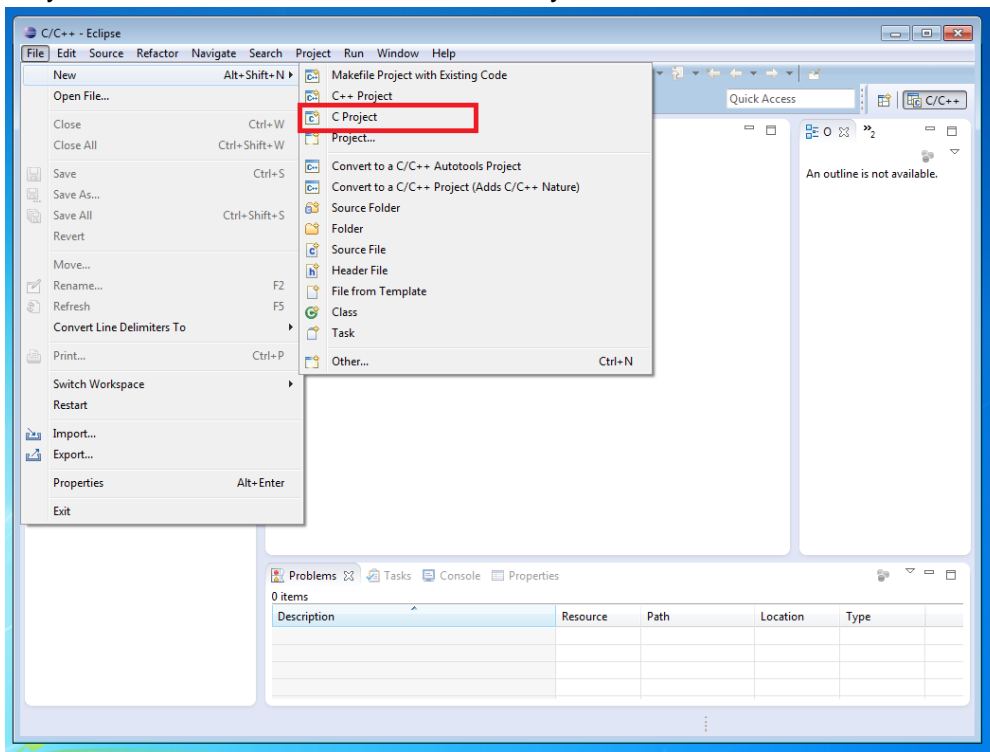 C/C++ - Eclipse
File Edit Source Refactor Navigate Search Project Run Window Help
New Alt+Shift+N
Open File...
Close Ctrl+W
Close All Ctrl+Shift+W
Save Ctrl+S
Save As...
Save All Ctrl+Shift+S
Revert
Move...
Rename... F2
Refresh F5
Convert Line Delimiters To
Print... Ctrl+P
Switch Workspace
Restart
Import...
Export...
Properties Alt+Enter
Exit
Makefile Project with Existing Code
C++ Project
C Project
Project...
Convert to a C/C++ Autotools Project
Convert to a C/C++ Project (Adds C/C++ Nature)
Source Folder
Folder
Source File
Header File
File from Template
Class
Task
Other... Ctrl+N
Quick Access
C/C++
O 2
An outline is not available.
Problems Tasks Console Properties
0 items
Description Resource Path Location Type